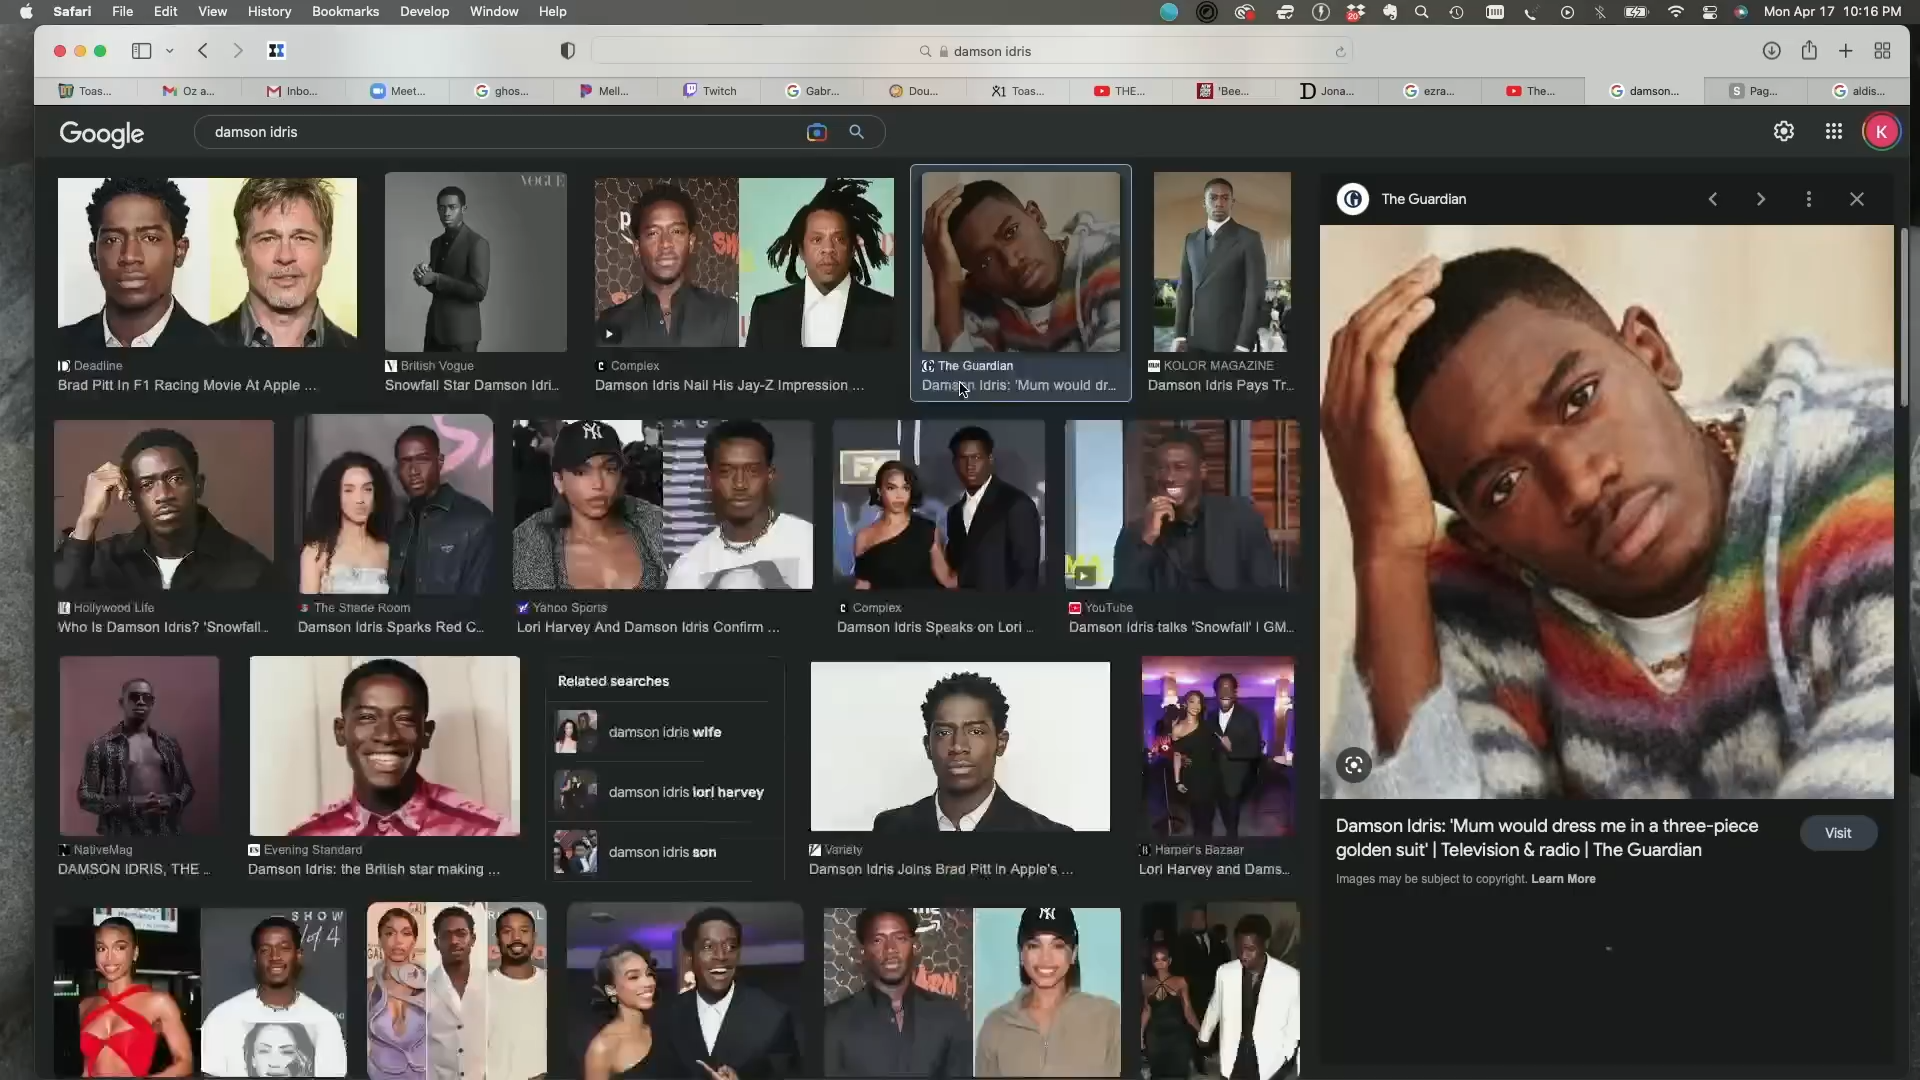 Safari File Edit View History Bookmarks Develop Window Help
20
Mon Apr 17 10:16 PM
damson idris
Toas...
Oz a...
Inbo...
Meet...
ghos...
Mell...
Twitch
Gabr...
Dou...
Toas...
THE...
'Bee...
Jona...
ezra...
The...
damson...
Pag...
aldis...
Google
damson idris
K
VOGUE
Deadline
Brad Pitt In F1 Racing Movie At Apple ...
British Vogue
Snowfall Star Damson Idri...
Complex
Damson Idris Nail His Jay-Z Impression ...
The Guardian
Damson Idris: 'Mum would dr...
KOLOR MAGAZINE
Damson Idris Pays Tr...
The Guardian
Hollywood Life
Who Is Damson Idris? 'Snowfall...
The Shade Room
Damson Idris Sparks Red C...
Yahoo Sports
Lori Harvey And Damson Idris Confirm ...
Complex
Damson Idris Speaks on Lori ...
YouTube
Damson Idris talks 'Snowfall' | GM...
NativeMag
DAMSON IDRIS, THE ...
Evening Standard
Damson Idris: the British star making ...
Related searches
damson idris wife
damson idris lori harvey
damson idris son
Variety
Damson Idris Joins Brad Pitt in Apple's ...
Harper's Bazaar
Lori Harvey and Dams...
Damson Idris: 'Mum would dress me in a three-piece
golden suit' | Television & radio | The Guardian
Visit
Images may be subject to copyright. Learn More
SHOW
Vol. 4